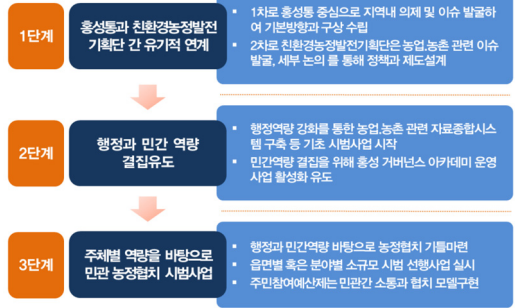 1단계
홍성통과 친환경농정발전
기획단 간 유기적 연계
▪ 1차로 홍성통 중심으로 지역내 의제 및 이슈 발굴하
여 기본방향과 구상 수립
▪ 2차로 친환경농정발전기획단은 농업,농촌 관련 이슈
발굴, 세부 논의 를 통해 정책과 제도설계
2단계
행정과 민간 역량
결집유도
▪ 행정역량 강화를 통한 농업,농촌 관련 자료종합시스
템 구축 등 기초 시범사업 시작
▪ 민간역량 결집을 위해 홍성 거버넌스 아카데미 운영
사업 활성화 유도
3단계
주체별 역량을 바탕으로
민관 농정협치 시범사업
▪ 행정과 민간역량 바탕으로 농정협치 기틀마련
▪ 읍면별 혹은 분야별 소규모 시범 선행사업 실시
▪ 주민참여예산제는 민관간 소통과 협치 모델구현